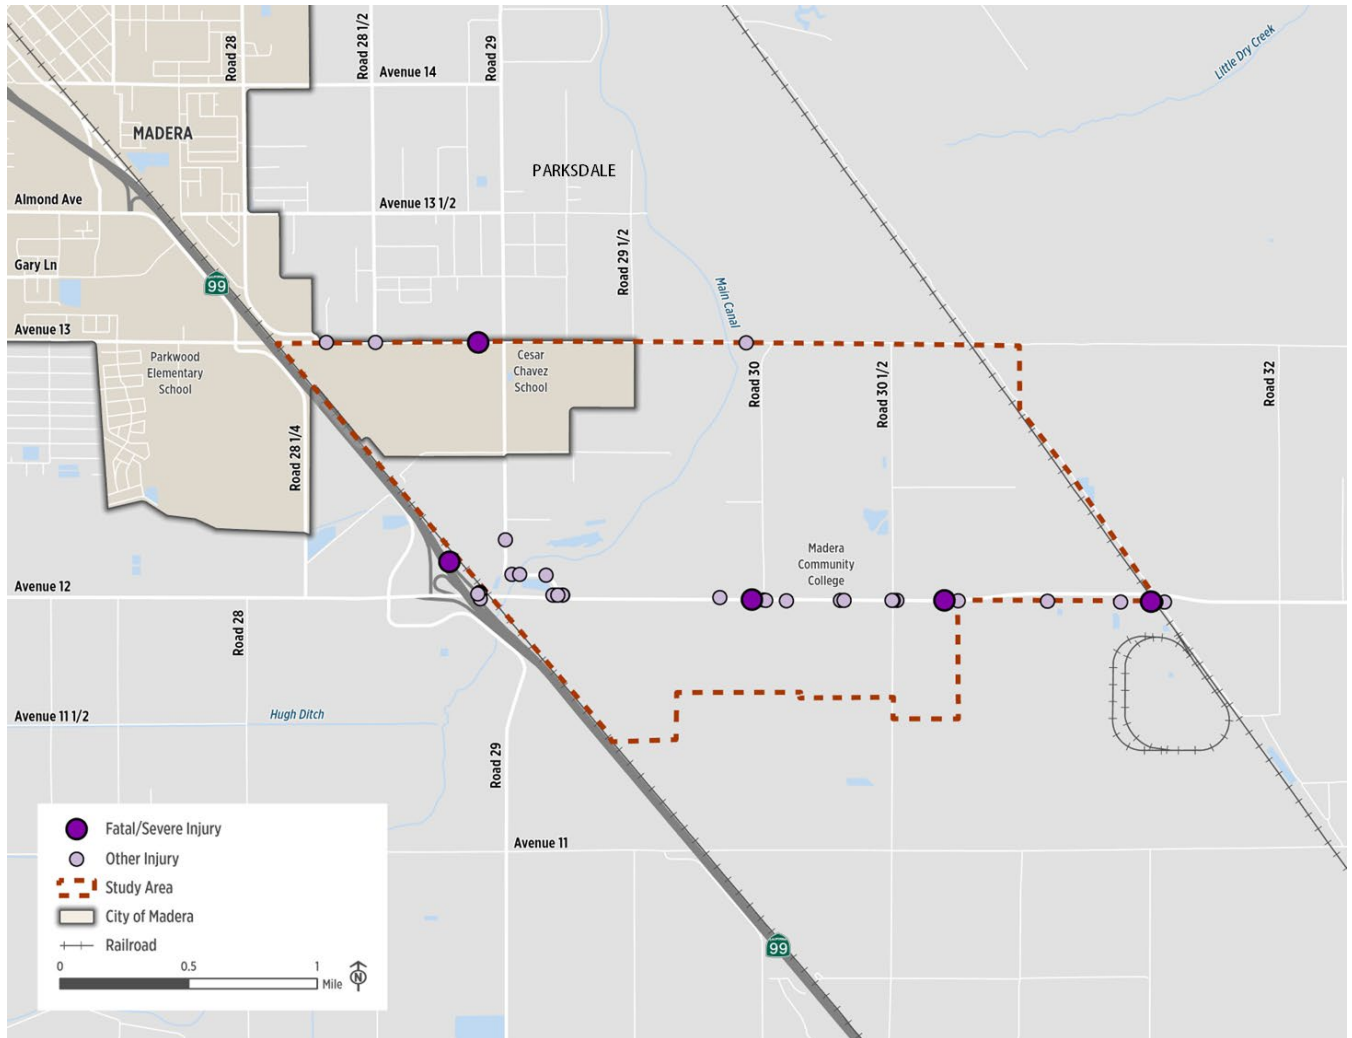 Road 28
Road 28 1/2
Road 29
Avenue 14
Little Dry Creek
MADERA
PARKSDALE
Almond Ave
Avenue 13 1/2
Road 29 1/2
Gary Ln
99
Main Canal
Avenue 13
Parkwood
Elementary
School
Cesar
Chavez
School
Road 30
Road 30 1/2
Road 32
Road 28 1/4
Madera
Community
College
Avenue 12
Road 28
Avenue 11 1/2
Hugh Ditch
Road 29
Avenue 11
99
Fatal/Severe Injury
Other Injury
Study Area
City of Madera
Railroad
0 0.5 1
Mile
N